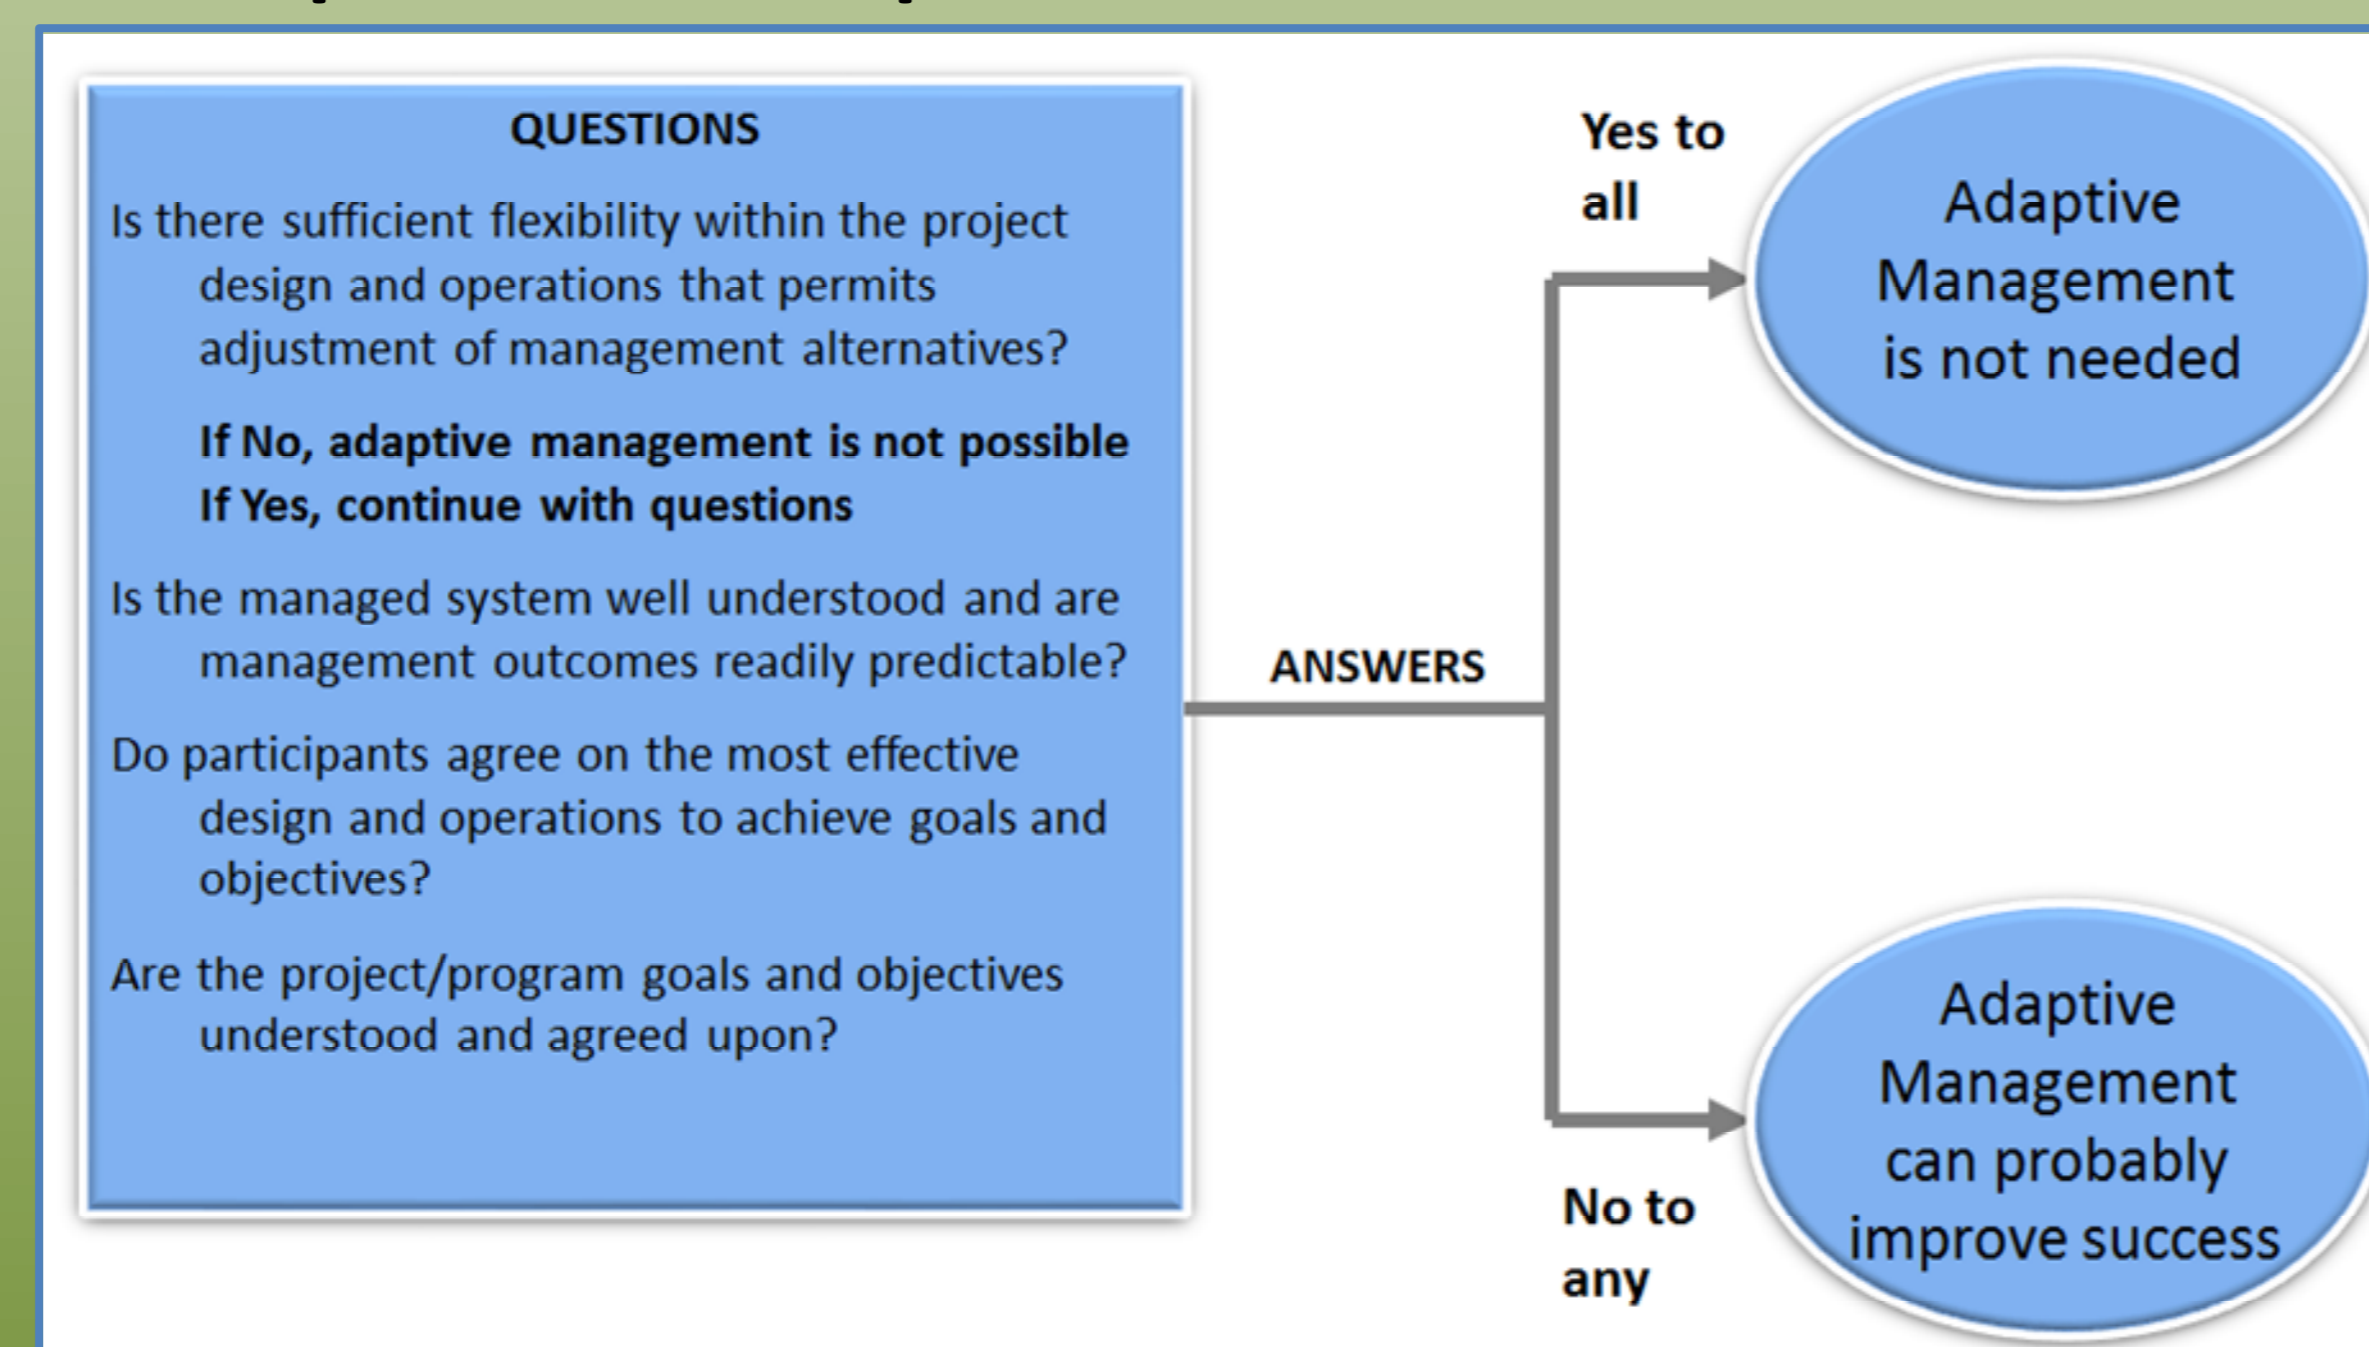 QUESTIONS
Is there sufficient flexibility within the project
design and operations that permits
adjustment of management alternatives?
If No, adaptive management is not possible
If Yes, continue with questions
Is the managed system well understood and are
management outcomes readily predictable?
Do participants agree on the most effective
design and operations to achieve goals and
objectives?
Are the project/program goals and objectives
understood and agreed upon?
ANSWERS
Yes to
all
Adaptive
Management
is not needed
No to
any
Adaptive
Management
can probably
improve success